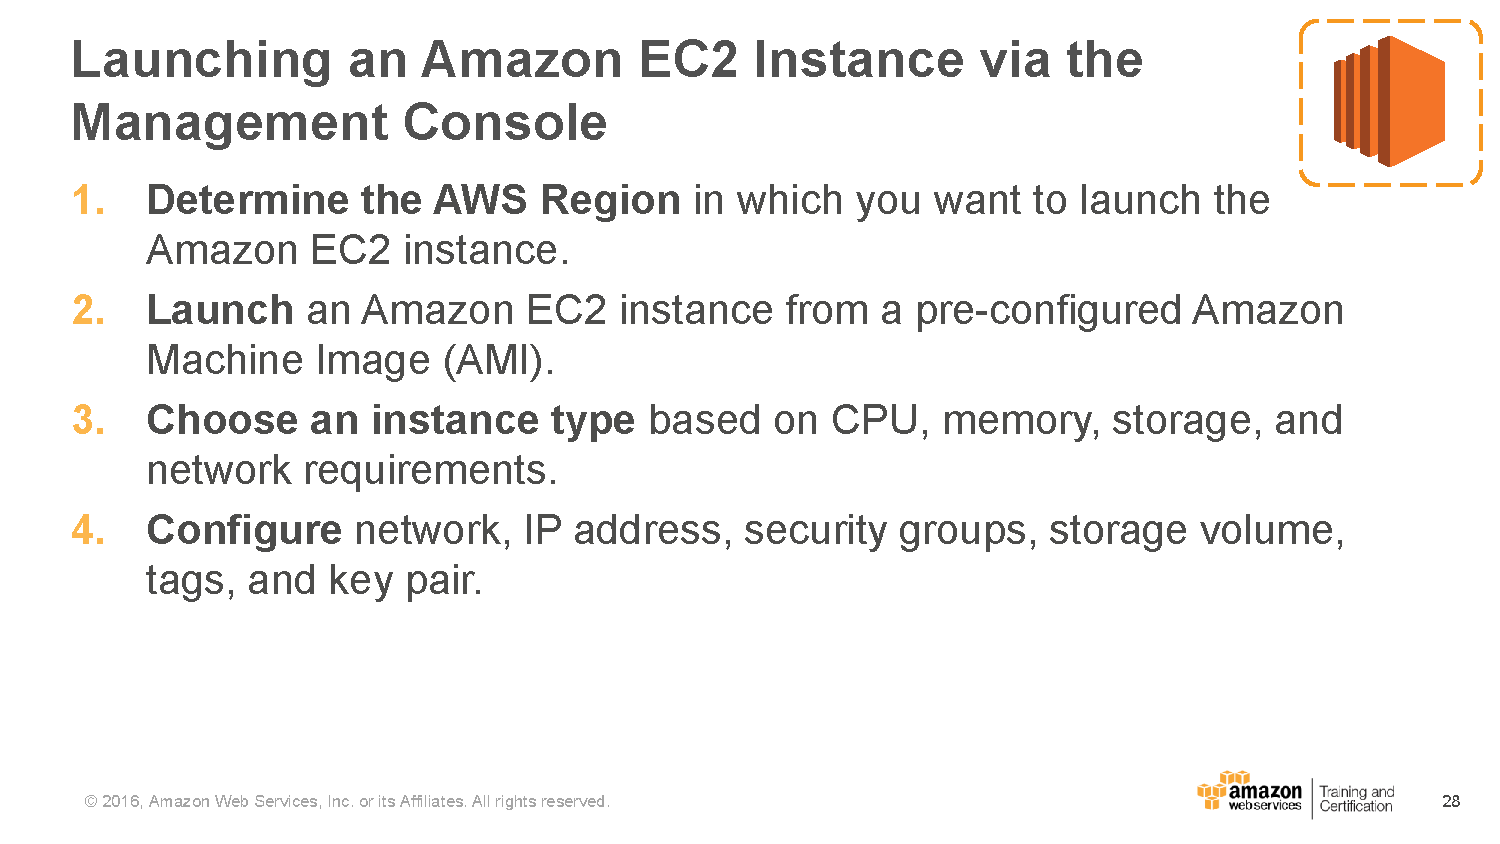 Launching an Amazon EC2 Instance via the
Management Console
1. Determine the AWS Region in which you want to launch the
Amazon EC2 instance.
2. Launch an Amazon EC2 instance from a pre-configured Amazon
Machine Image (AMI).
3. Choose an instance type based on CPU, memory, storage, and
network requirements.
4. Configure network, IP address, security groups, storage volume,
tags, and key pair.
© 2016, Amazon Web Services, Inc. or its Affiliates. All rights reserved.
amazon
web services
Training and
Certification
28